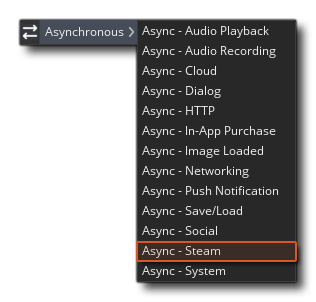 Asynchronous
Async - Audio Playback
Async - Audio Recording
Async - Cloud
Async - Dialog
Async - HTTP
Async - In-App Purchase
Async - Image Loaded
Async - Networking
Async - Push Notification
Async - Save/Load
Async - Social
Async - Steam
Async - System